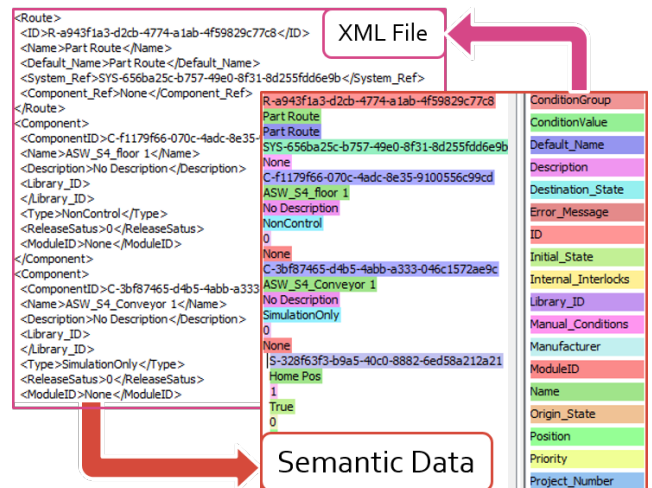 <Route>
<ID>R-a943f1a3-d2cb-4774-a1ab-4f59829c77c8</ID>
<Name>Part Route</Name>
<Default_Name>Part Route</Default_Name>
<System_Ref>SYS-656ba25c-b757-49e0-8f31-8d255fdd6e9b</System_Ref>
<Component_Ref>None</Component_Ref>
</Route>
<Component>
<ComponentID>C-f1179f66-070c-4adc-8e35-
<Name>ASW_S4_floor 1</Name>
<Description>No Description</Description>
<Library_ID>
</Library_ID>
<Type>NonControl</Type>
<ReleaseSatus>0</ReleaseSatus>
<ModuleID>None</ModuleID>
</Component>
<Component>
<ComponentID>C-3bf87465-d4b5-4abb-a333
<Name>ASW_S4_Conveyor 1</Name>
<Description>No Description</Description>
<Library_ID>
</Library_ID>
<Type>SimulationOnly</Type>
<ReleaseSatus>0</ReleaseSatus>
<ModuleID>None</ModuleID>
XML File
R-a943f1a3-d2cb-4774-a1ab-4f59829c77c8
Part Route
Part Route
SYS-656ba25c-b757-49e0-8f31-8d255fdd6e9b
None
C-f1179f66-070c-4adc-8e35-9100556c99cd
ASW_S4_floor 1
No Description
NonControl
0
None
C-3bf87465-d4b5-4abb-a333-046c1572ae9c
ASW_S4_Conveyor 1
No Description
SimulationOnly
0
None
S-328f63f3-b9a5-40c0-8882-6ed58a212a21
Home Pos
1
True
0
Semantic Data
ConditionGroup
ConditionValue
Default_Name
Description
Destination_State
Error_Message
ID
Initial_State
Internal_Interlocks
Library_ID
Manual_Conditions
Manufacturer
ModuleID
Name
Origin_State
Position
Priority
Project_Number